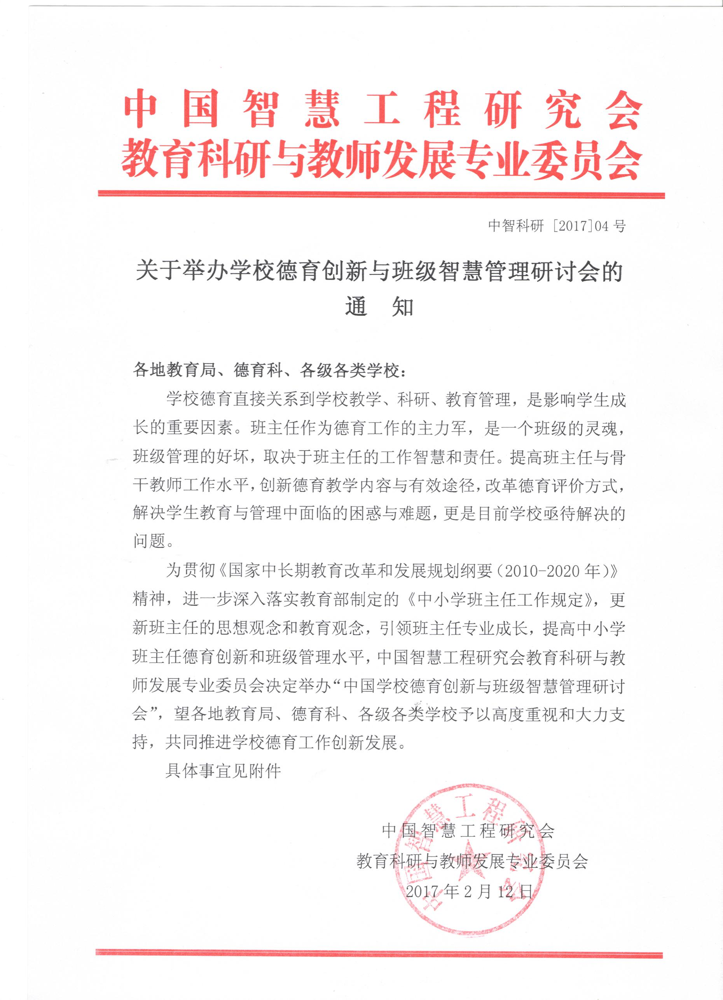 中国智慧工程研究会
教育科研与教师发展专业委员会
中智科研 [2017]04 号
关于举办学校德育创新与班级智慧管理研讨会的
通 知
各地教育局、德育科、各级各类学校：
学校德育直接关系到学校教学、科研、教育管理，是影响学生成
长的重要因素。班主任作为德育工作的主力军，是一个班级的灵魂，
班级管理的好坏，取决于班主任的工作智慧和责任。提高班主任与骨
干教师工作水平，创新德育教学内容与有效途径，改革德育评价方式，
解决学生教育与管理中面临的困惑与难题，更是目前学校亟待解决的
问题。
为贯彻《国家中长期教育改革和发展规划纲要（2010-2020 年）》
精神，进一步深入落实教育部制定的《中小学班主任工作规定》，更
新班主任的思想观念和教育观念，引领班主任专业成长，提高中小学
班主任德育创新和班级管理水平，中国智慧工程研究会教育科研与教
师发展专业委员会决定举办“中国学校德育创新与班级智慧管理研讨
会”，望各地教育局、德育科、各级各类学校予以高度重视和大力支
持，共同推进学校德育工作创新发展。
具体事宜见附件
中国智慧工程研究会
教育科研与教师发展专业委员会
2017 年 2 月 12 日
中国智慧工程研究会